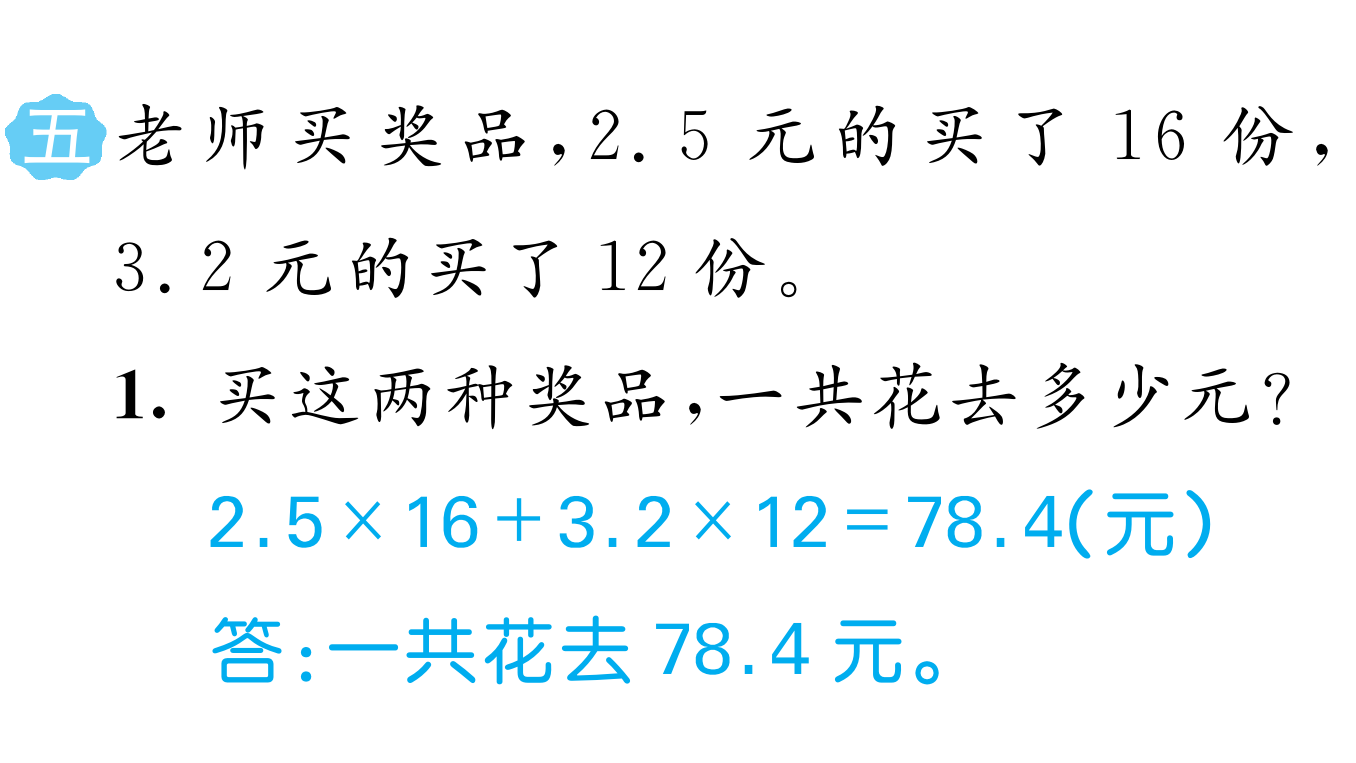 五 老师买奖品,2.5元的买了16份,
3.2元的买了12份。
1. 买这两种奖品,一共花去多少元?
2.5×16+3.2×12=78.4(元)
答:一共花去78.4元。